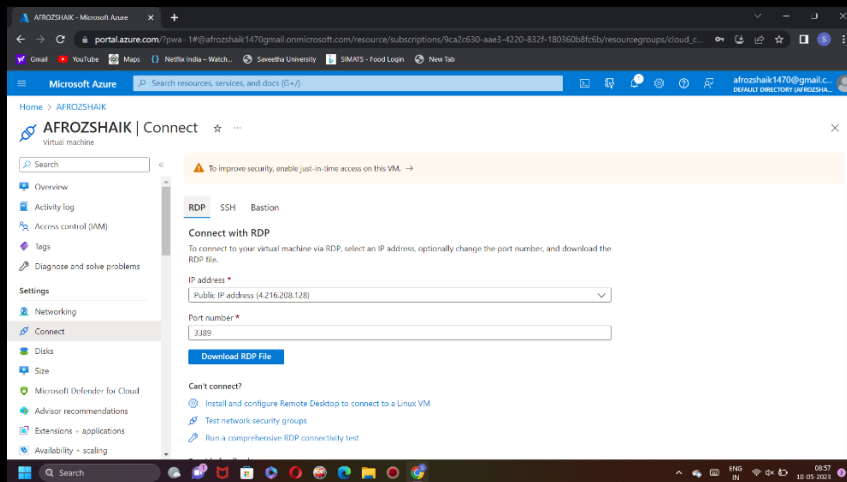 AFROZSHAIK - Microsoft Azure
portal.azure.com/?pwa=1#@afrozshaik1470gmail.onmicrosoft.com/resource/subscriptions/9ca2c630-aae3-4220-832f-180360b8fc6b/resourcegroups/cloud_c...
Gmail YouTube Maps Netflix India – Watch... Saveetha University SIMATS - Food Login New Tab
Microsoft Azure Search resources, services, and docs (G+/) 1 afrozshaik1470@gmail.c...
DEFAULT DIRECTORY (AFROZSHA...
Home > AFROZSHAIK
AFROZSHAIK | Connect ...
Virtual machine
Search
To improve security, enable just-in-time access on this VM. →
Overview
Activity log
Access control (IAM)
Tags
Diagnose and solve problems
Settings
Networking
Connect
Disks
Size
Microsoft Defender for Cloud
Advisor recommendations
Extensions + applications
Availability + scaling
RDP SSH Bastion
Connect with RDP
To connect to your virtual machine via RDP, select an IP address, optionally change the port number, and download the
RDP file.
IP address *
Public IP address (4.216.208.128)
Port number *
3389
Download RDP File
Can't connect?
Install and configure Remote Desktop to connect to a Linux VM
Test network security groups
Run a comprehensive RDP connectivity test
Search
ENG
IN
08:57
10-05-2023